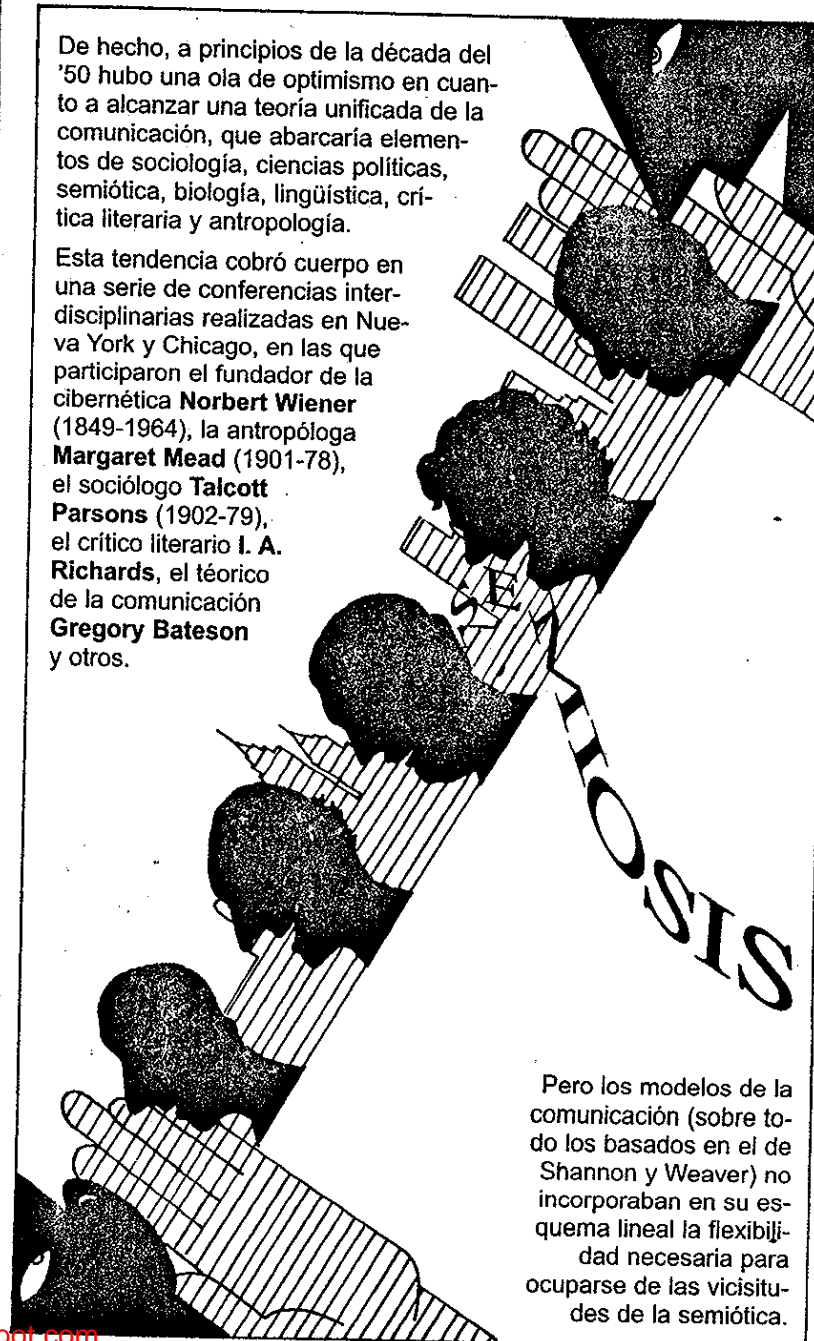 De hecho, a principios de la década del
'50 hubo una ola de optimismo en cuan-
to a alcanzar una teoría unificada de la
comunicación, que abarcaría elemen-
tos de sociología, ciencias políticas,
semiótica, biología, lingüística, crí-
tica literaria y antropología.
Esta tendencia cobró cuerpo en
una serie de conferencias inter-
disciplinarias realizadas en Nue-
va York y Chicago, en las que
participaron el fundador de la
cibernética Norbert Wiener
(1849-1964), la antropóloga
Margaret Mead (1901-78),
el sociólogo Talcott
Parsons (1902-79),
el crítico literario I. A.
Richards, el téorico
de la comunicación
Gregory Bateson
y otros.
SEMIOSIS
Pero los modelos de la
comunicación (sobre to-
do los basados en el de
Shannon y Weaver) no
incorporaban en su es-
quema lineal la flexibili-
dad necesaria para
ocuparse de las vicisitu-
des de la semiótica.
pot.com